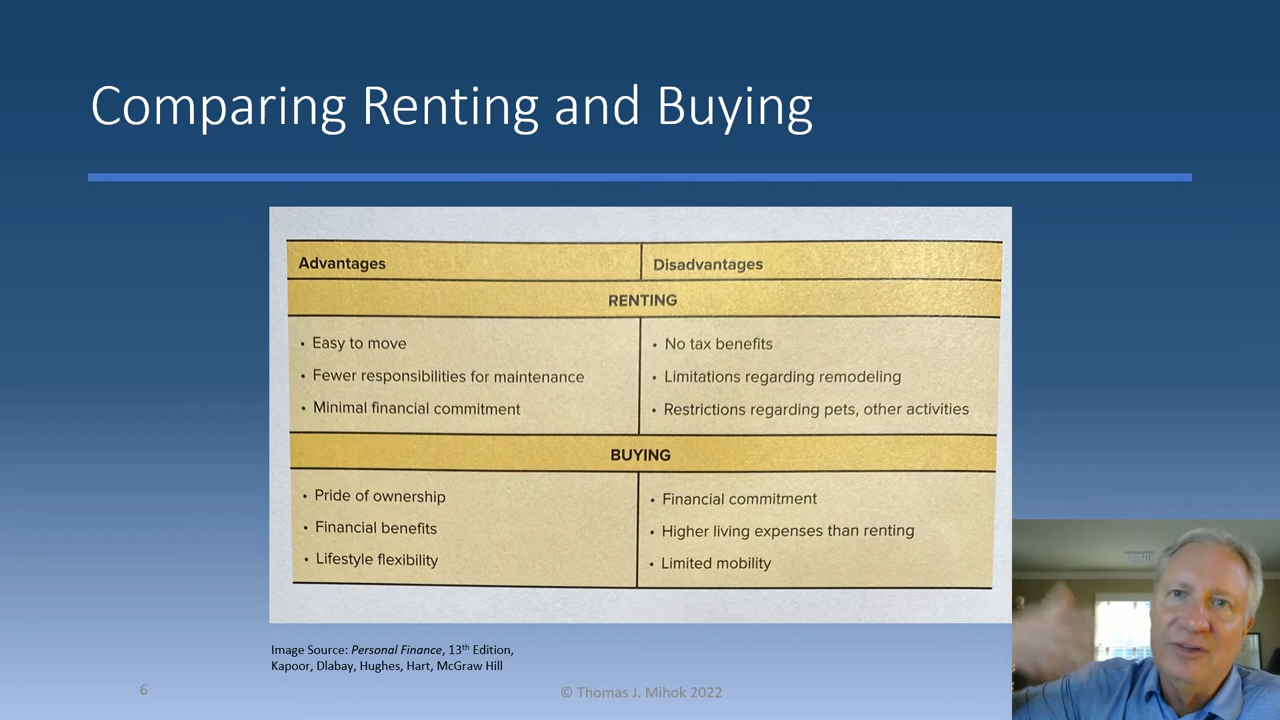 Comparing Renting and Buying
Advantages
Disadvantages
RENTING
• Easy to move
• No tax benefits
• Fewer responsibilities for maintenance
• Limitations regarding remodeling
• Minimal financial commitment
• Restrictions regarding pets, other activities
BUYING
• Pride of ownership
• Financial commitment
• Financial benefits
• Higher living expenses than renting
• Lifestyle flexibility
• Limited mobility
Image Source: Personal Finance, 13th Edition,
Kapoor, Dlabay, Hughes, Hart, McGraw Hill
6
© Thomas J. Mihok 2022